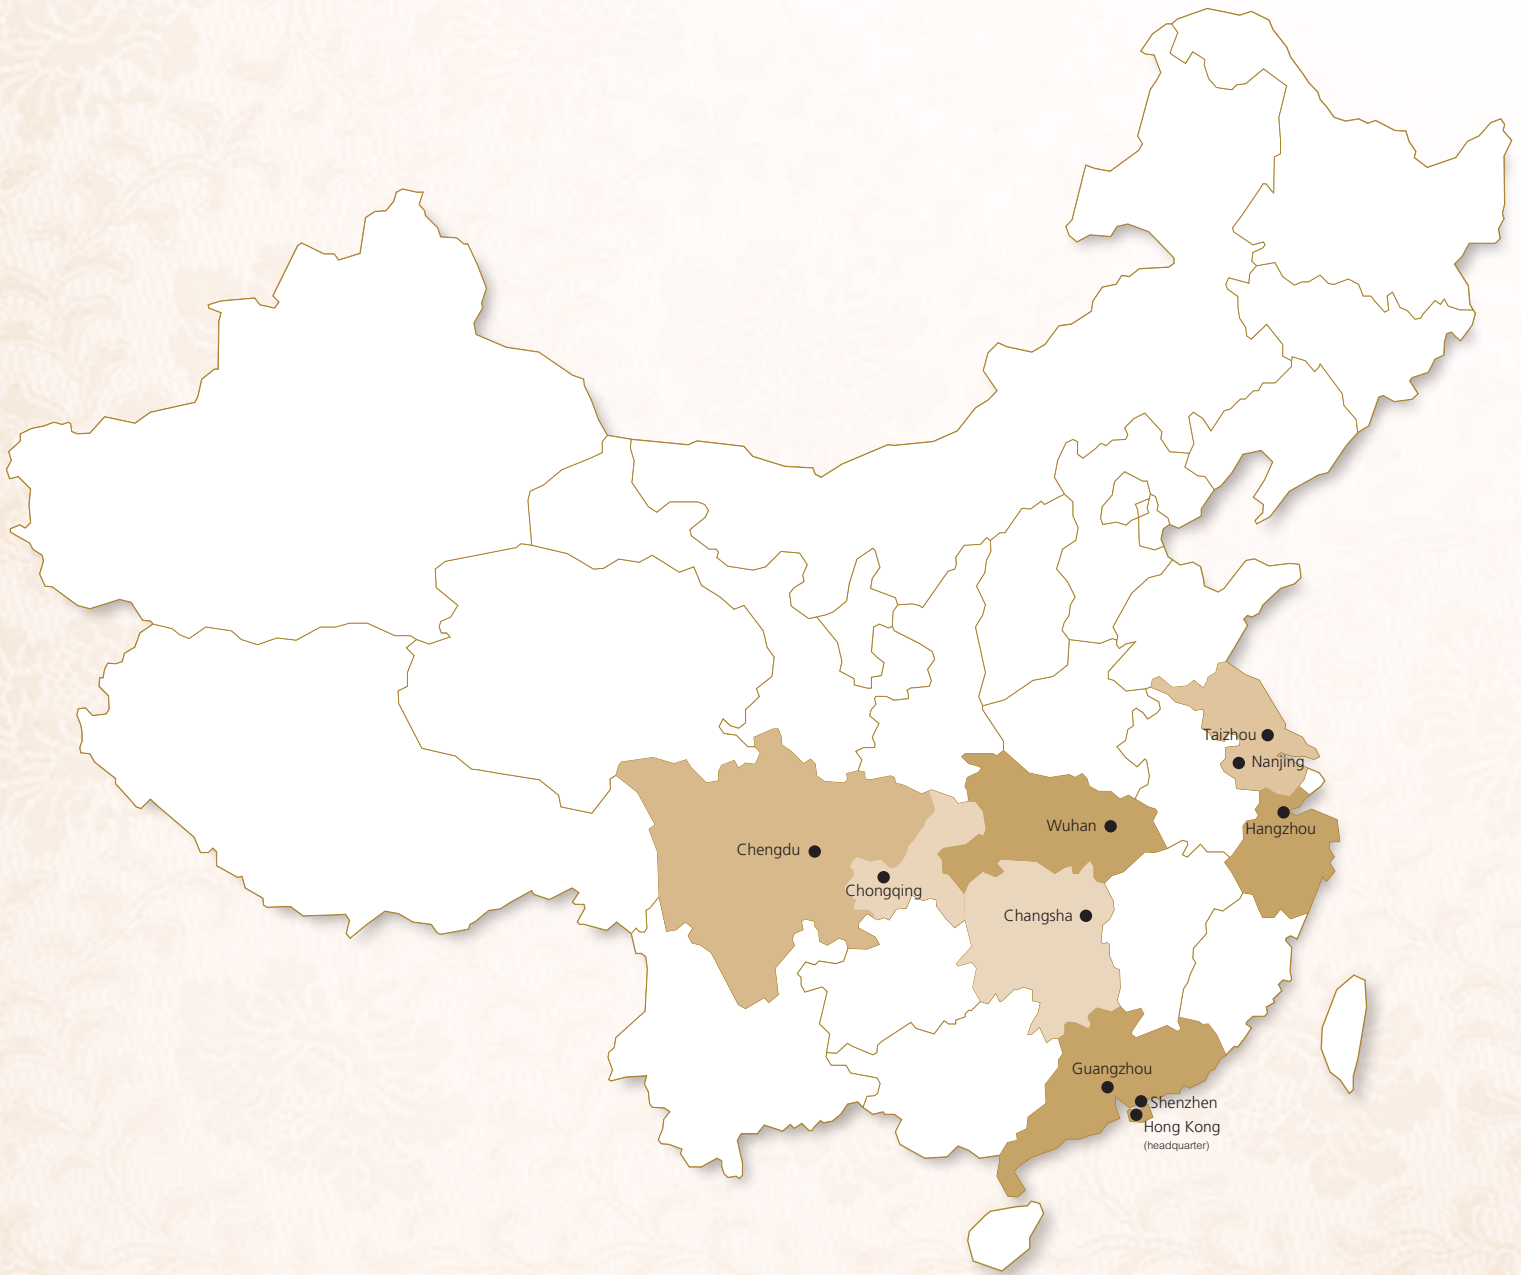 Taizhou
Nanjing
Wuhan
Hangzhou
Chengdu
Chongqing
Changsha
Guangzhou
Shenzhen
Hong Kong
(headquarter)